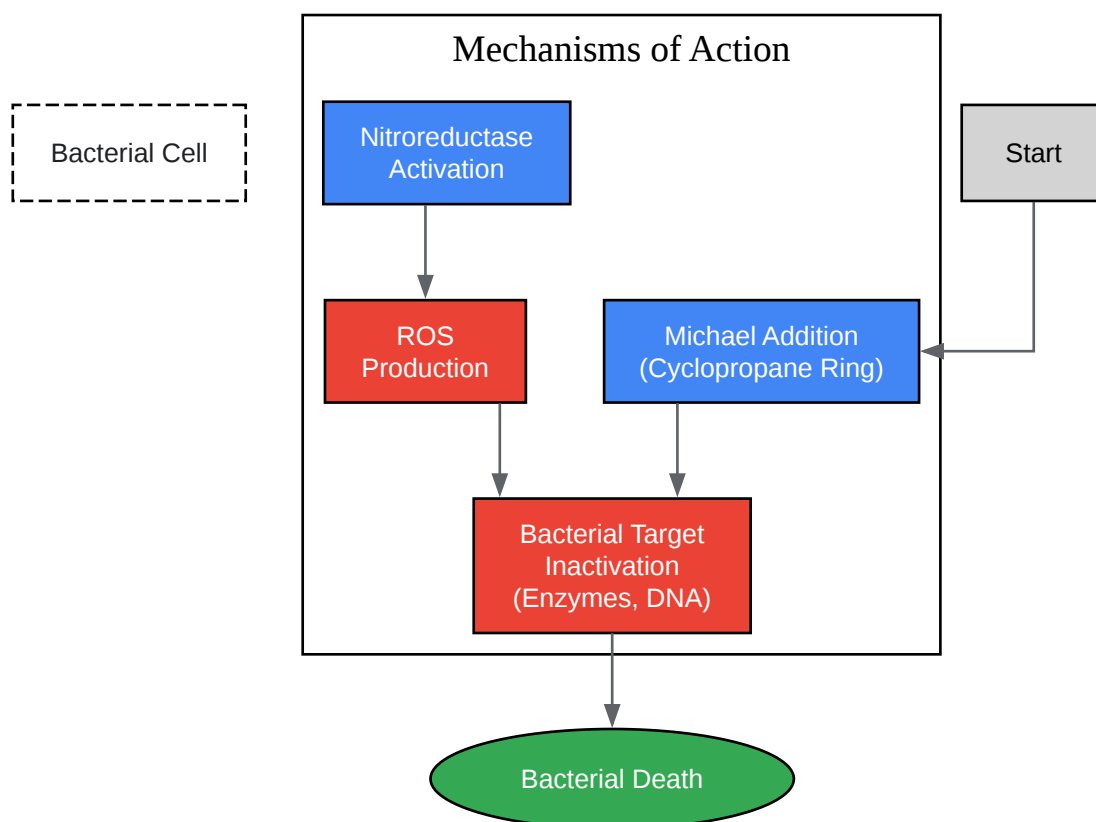 Mechanisms of Action
Bacterial Cell
Nitroreductase
Activation
Start
ROS
Production
Michael Addition
(Cyclopropane Ring)
Bacterial Target
Inactivation
(Enzymes, DNA)
Bacterial Death